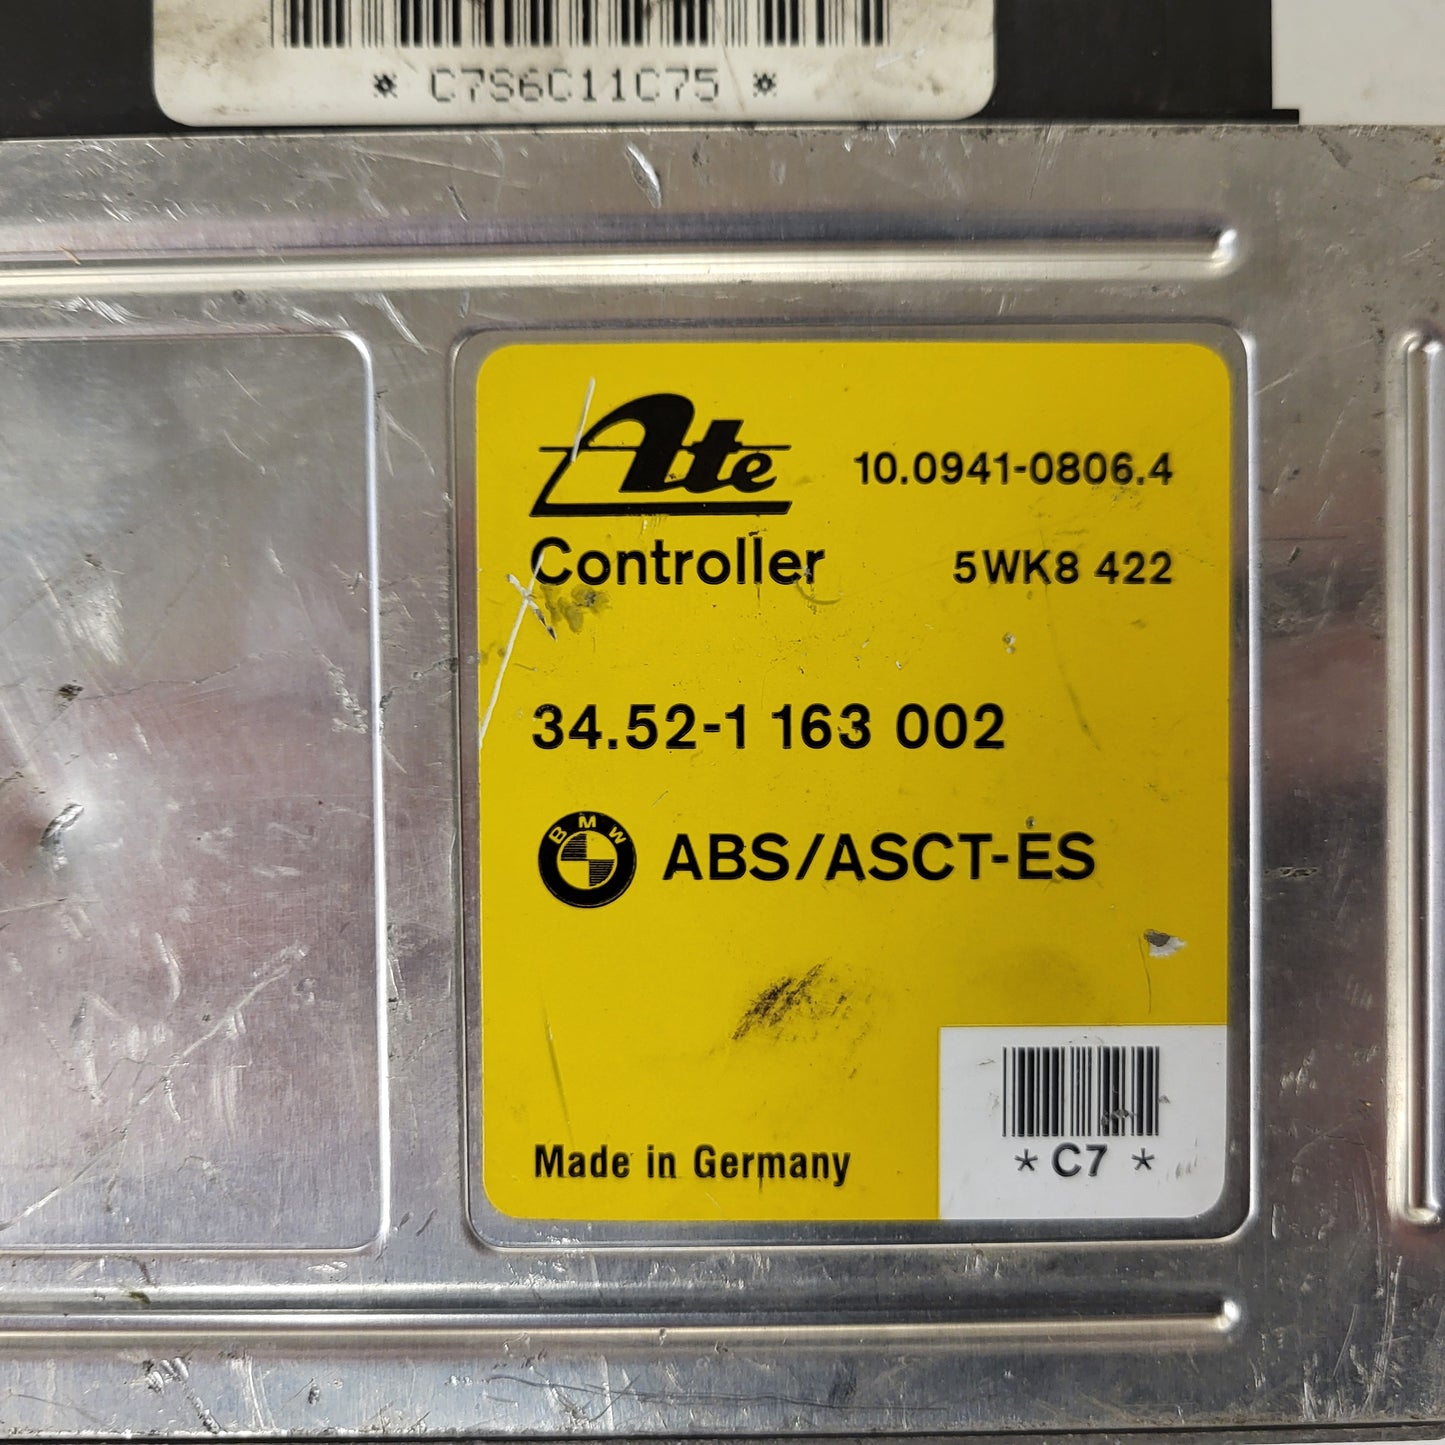 * C7S6C11C75 *
Ate 10.0941-0806.4
Controller 5WK8 422
34.52-1 163 002
BMW ABS/ASCT-ES
Made in Germany
* C7 *